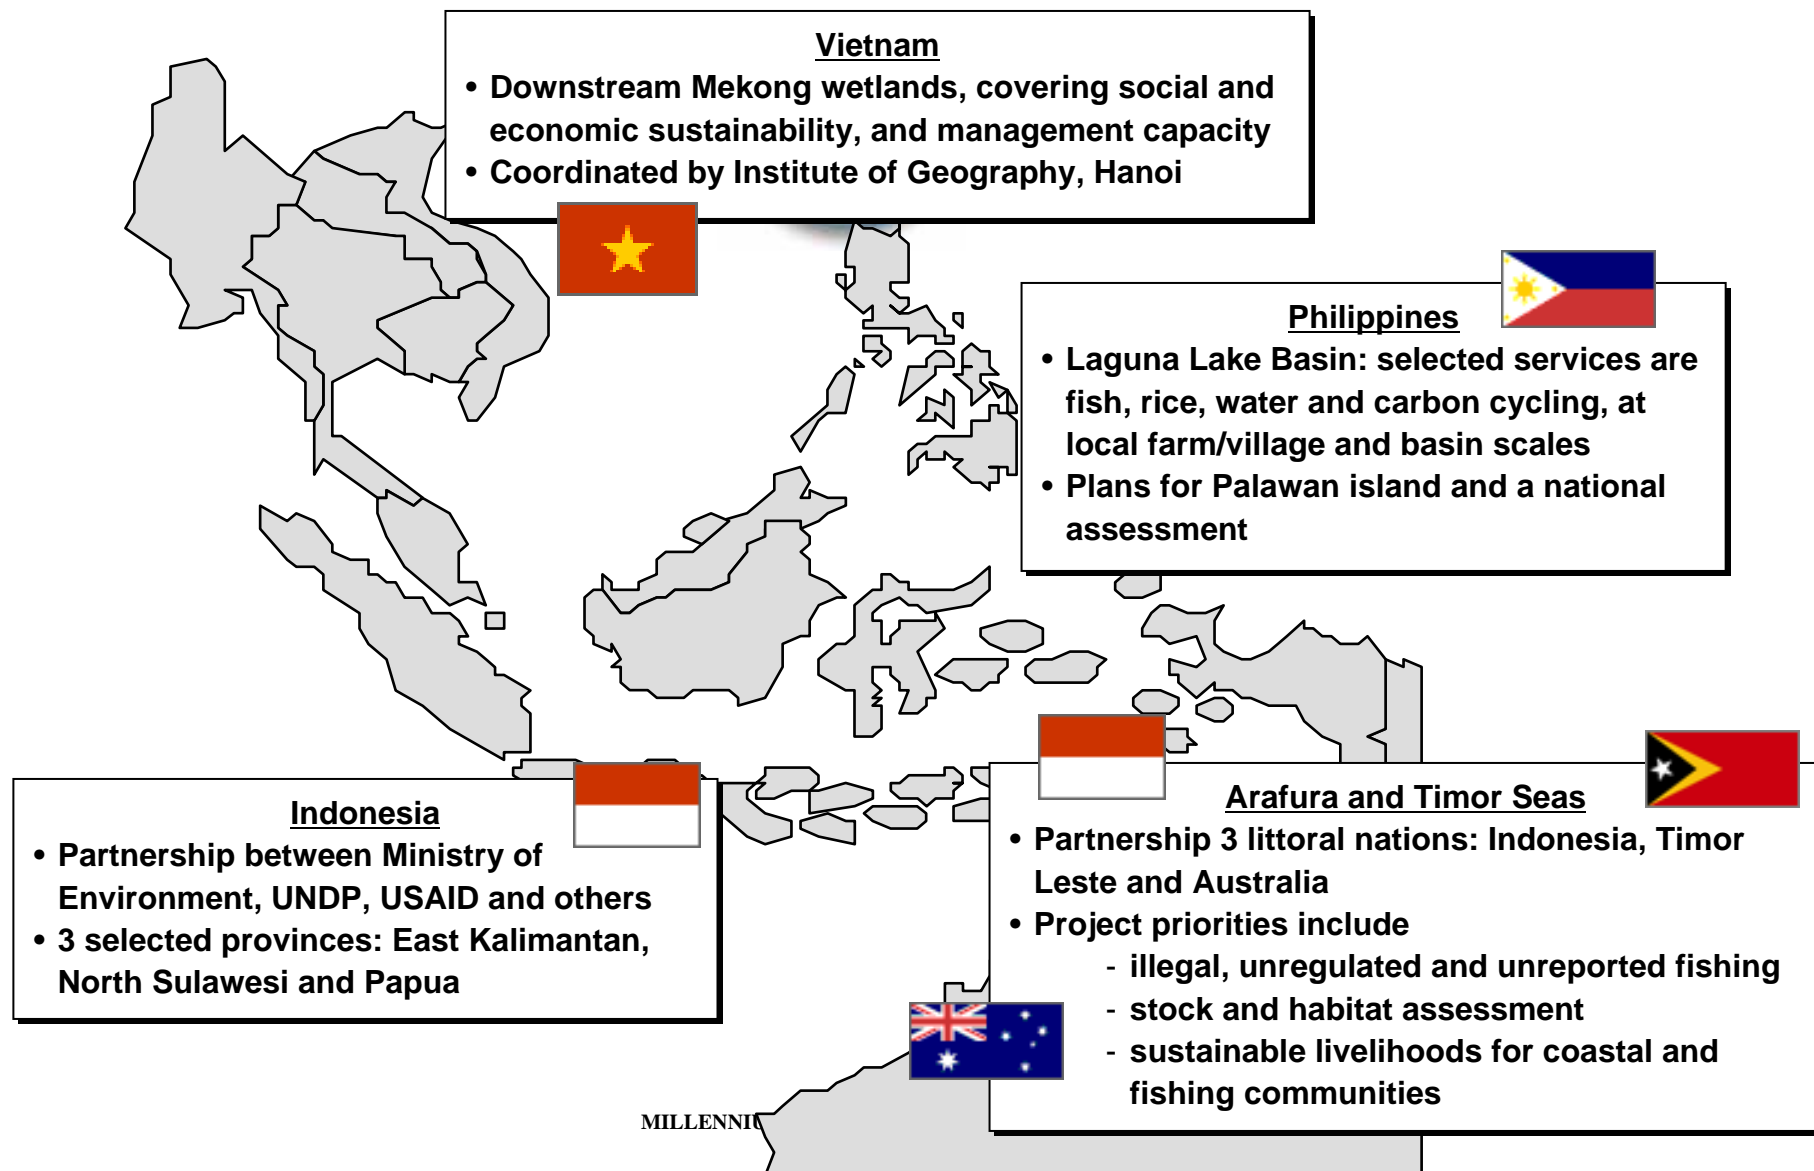 Vietnam
• Downstream Mekong wetlands, covering social and
economic sustainability, and management capacity
• Coordinated by Institute of Geography, Hanoi
Philippines
• Laguna Lake Basin: selected services are
fish, rice, water and carbon cycling, at
local farm/village and basin scales
• Plans for Palawan island and a national
assessment
Indonesia
• Partnership between Ministry of
Environment, UNDP, USAID and others
• 3 selected provinces: East Kalimantan,
North Sulawesi and Papua
Arafura and Timor Seas
• Partnership 3 littoral nations: Indonesia, Timor
Leste and Australia
• Project priorities include
- illegal, unregulated and unreported fishing
- stock and habitat assessment
- sustainable livelihoods for coastal and
fishing communities